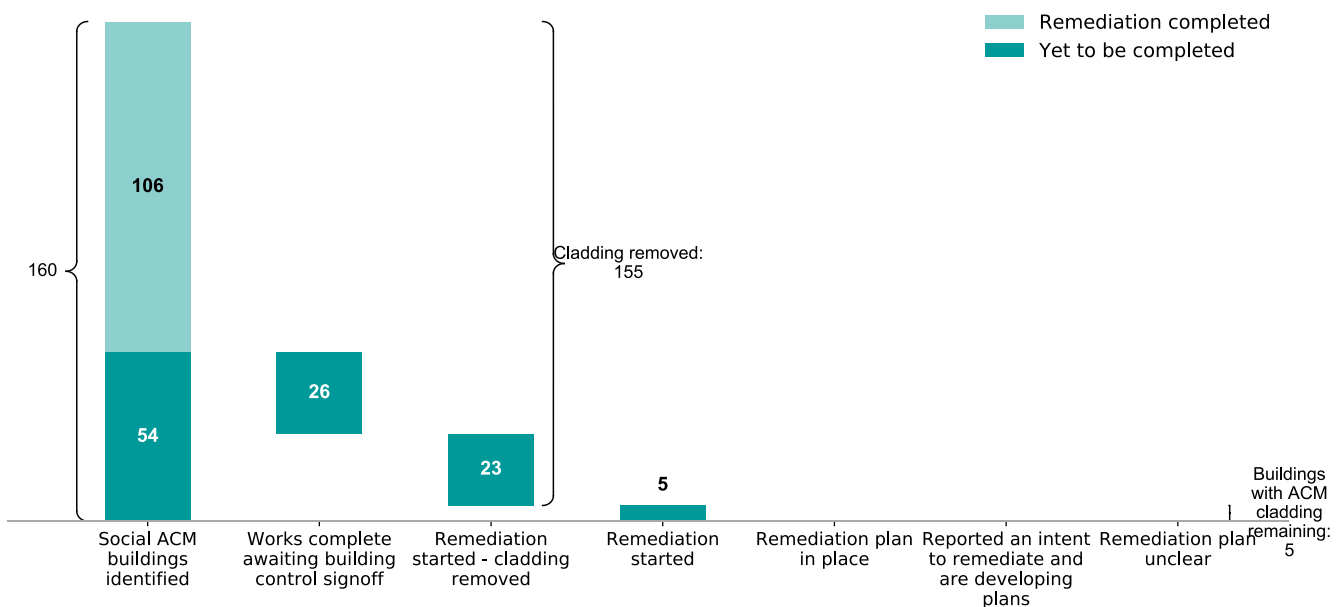 Remediation completed
Yet to be completed
106
160
Cladding removed:
155
26
54
23
5
Buildings
with ACM
cladding
remaining:
5
Social ACM
buildings
identified
Works complete
awaiting building
control signoff
Remediation
started - cladding
removed
Remediation
started
Remediation plan
in place
Reported an intent
to remediate and
are developing
plans
Remediation plan
unclear